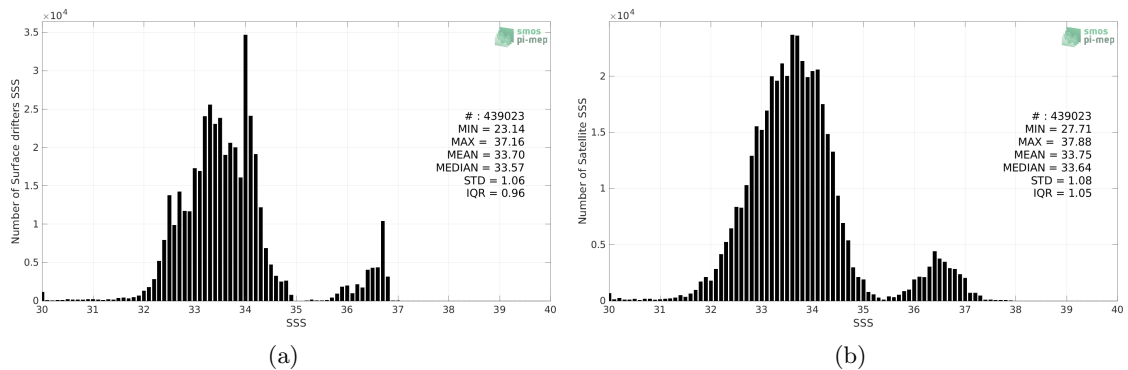 ×10⁴
3.5
3
2.5
2
1.5
1
0.5
0
30 31 32 33 34 35 36 37 38 39 40
SSS
Number of Surface drifters SSS
smos
pi-mep
# : 439023
MIN = 23.14
MAX = 37.16
MEAN = 33.70
MEDIAN = 33.57
STD = 1.06
IQR = 0.96
(a)
×10⁴
2
1.5
1
0.5
0
30 31 32 33 34 35 36 37 38 39 40
SSS
Number of Satellite SSS
smos
pi-mep
# : 439023
MIN = 27.71
MAX = 37.88
MEAN = 33.75
MEDIAN = 33.64
STD = 1.08
IQR = 1.05
(b)